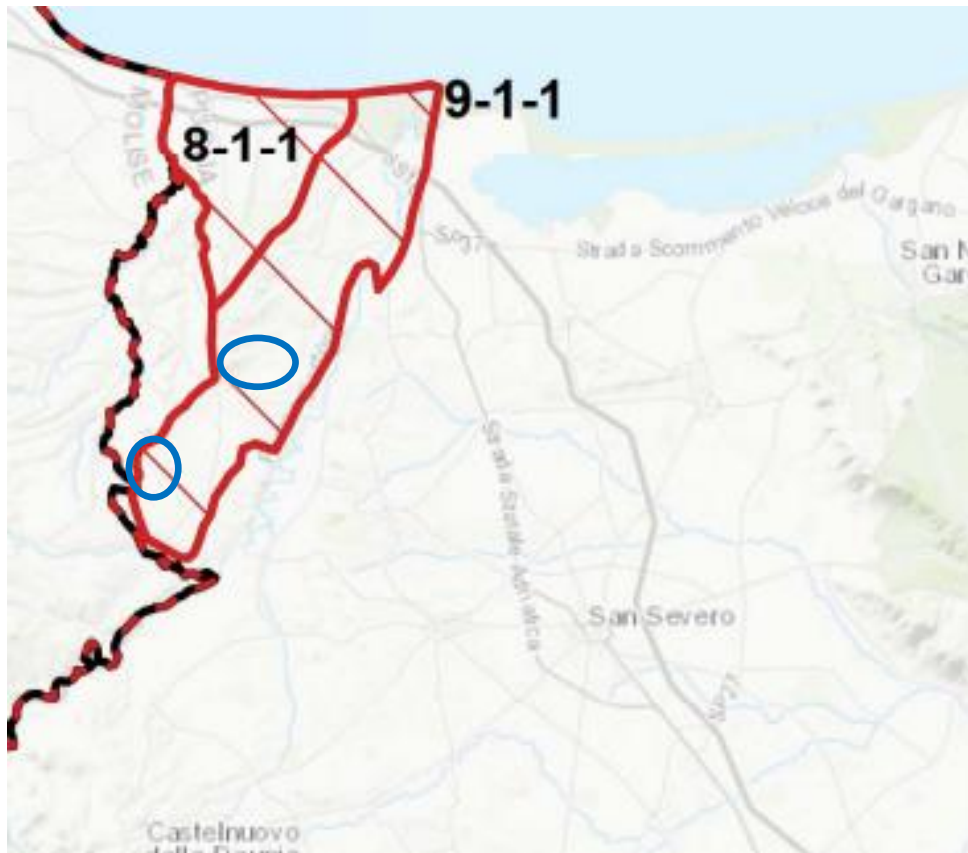 9-1-1
8-1-1
MOLISE
SP37
Strada Scorrimento Veloce del Gargano
San N
Gar
Strada Statale Adriatica
San Severo
Castelnuovo
della Daunia